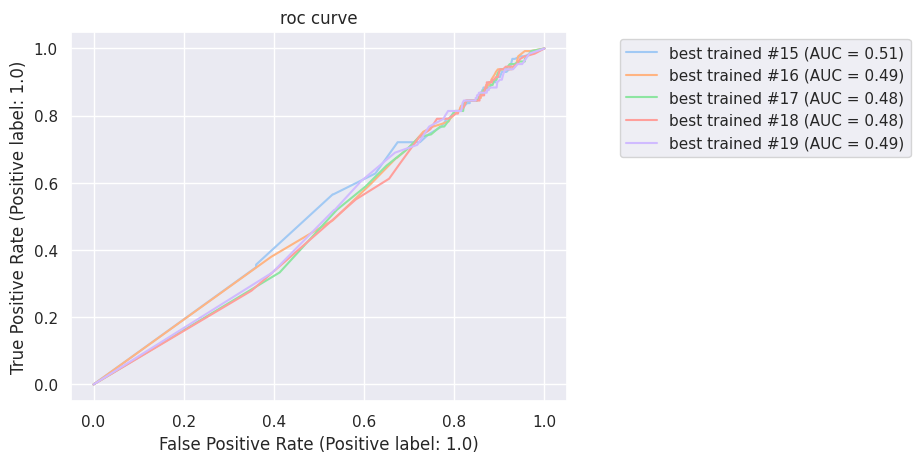 roc curve
1.0
0.8
0.6
0.4
0.2
0.0
True Positive Rate (Positive label: 1.0)
0.0 0.2 0.4 0.6 0.8 1.0
False Positive Rate (Positive label: 1.0)
best trained #15 (AUC = 0.51)
best trained #16 (AUC = 0.49)
best trained #17 (AUC = 0.48)
best trained #18 (AUC = 0.48)
best trained #19 (AUC = 0.49)